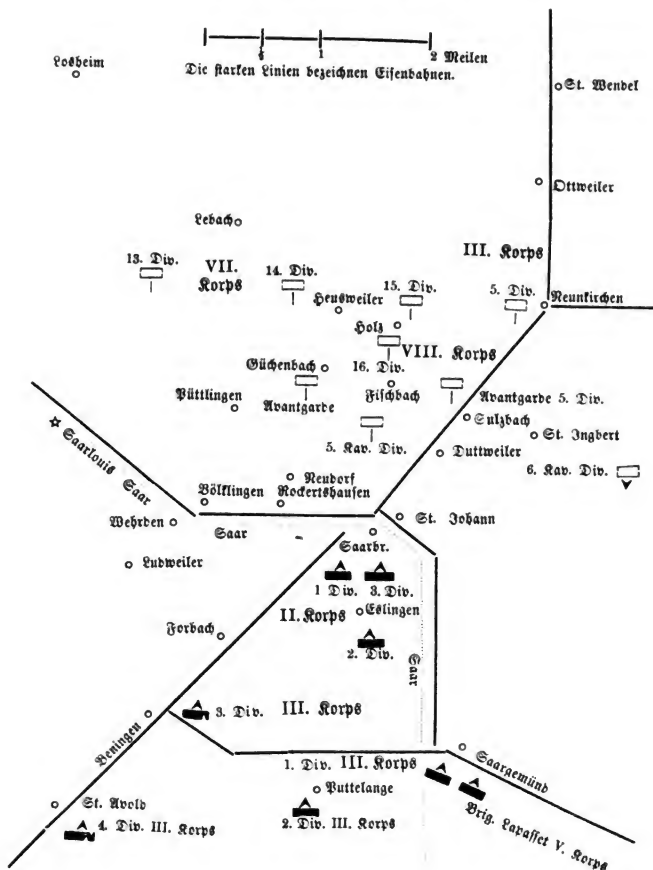 Losheim
½ 1 2 Meilen
Die starken Linien bezeichnen Eisenbahnen.
St. Wendel
Ottweiler
Lebach
III. Korps
13. Div.
VII.
Korps
14. Div.
15. Div.
5. Div.
Neunkirchen
Heusweiler
Holz
VIII. Korps
Güchenbach
16. Div.
Fischbach
Püttlingen
Avantgarde
Avantgarde 5. Div.
Sulzbach
St. Ingbert
5. Kav. Div.
Duttweiler
6. Kav. Div.
Saarlouis Saar
Neudorf
Völklingen
Rockertshausen
Wehrden
Saar
St. Johann
Saarbr.
Ludweiler
1 Div. 3. Div.
II. Korps
Eslingen
Forbach
2. Div.
Saar
3. Div. III. Korps
Beningen
1. Div. III. Korps
Saargemünd
Puttelange
St. Avold
4. Div. III Korps
2. Div. III. Korps
Brig. Lapasset V. Korps